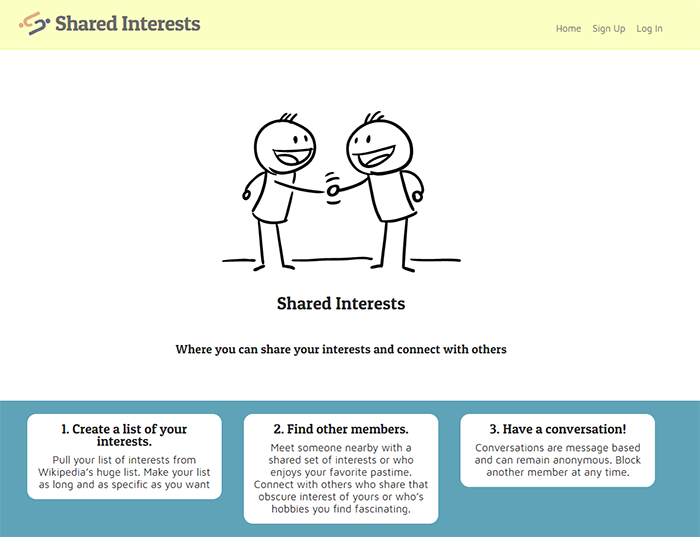 Shared Interests
Home Sign Up Log In
Shared Interests
Where you can share your interests and connect with others
1. Create a list of your
interests.
Pull your list of interests from
Wikipedia's huge list. Make your list
as long and as specific as you want
2. Find other members.
Meet someone nearby with a
shared set of interests or who
enjoys your favorite pastime.
Connect with others who share that
obscure interest of yours or who's
hobbies you find fascinating.
3. Have a conversation!
Conversations are message based
and can remain anonymous. Block
another member at any time.